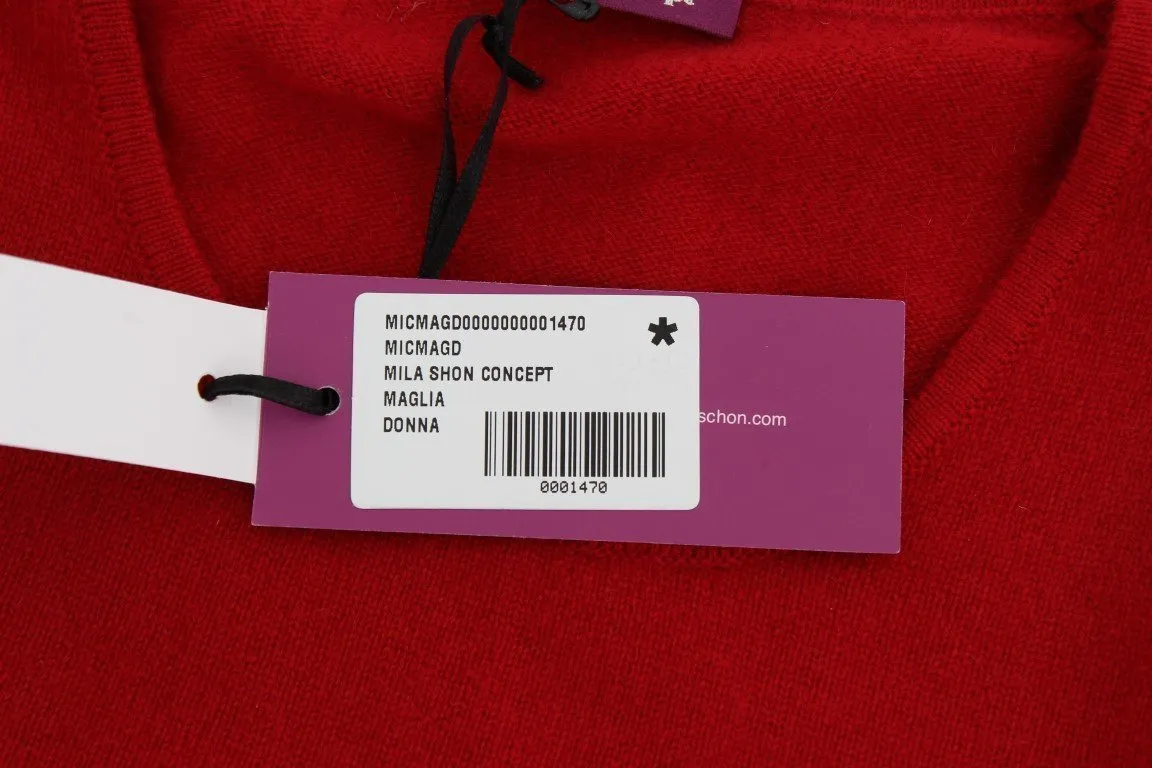 MICMAGD0000000001470
MICMAGD
MILA SHON CONCEPT
MAGLIA
DONNA
schon.com
0001470